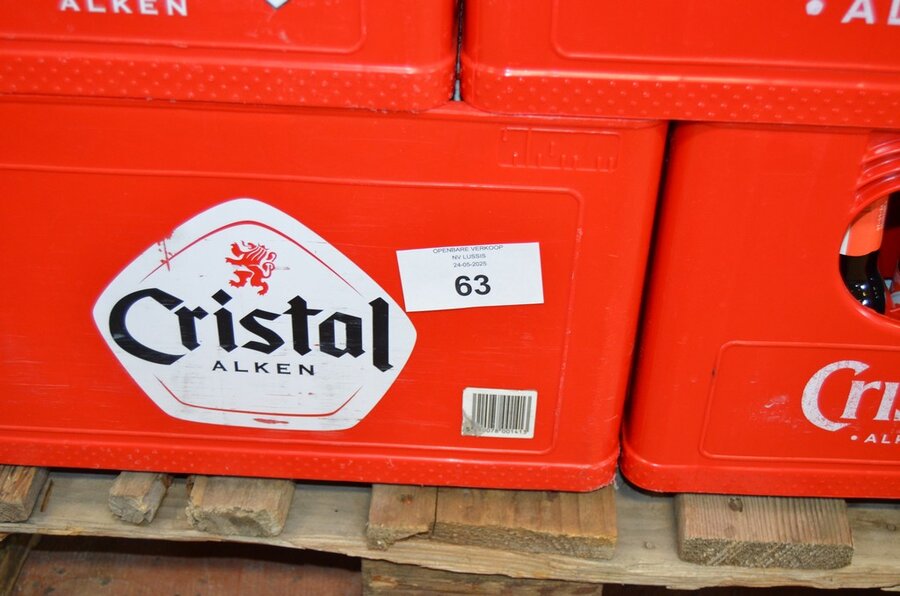 ALKEN
Cristal
ALKEN
OPENBARE VERKOOP
NV LUSSIS
24-05-2025
63